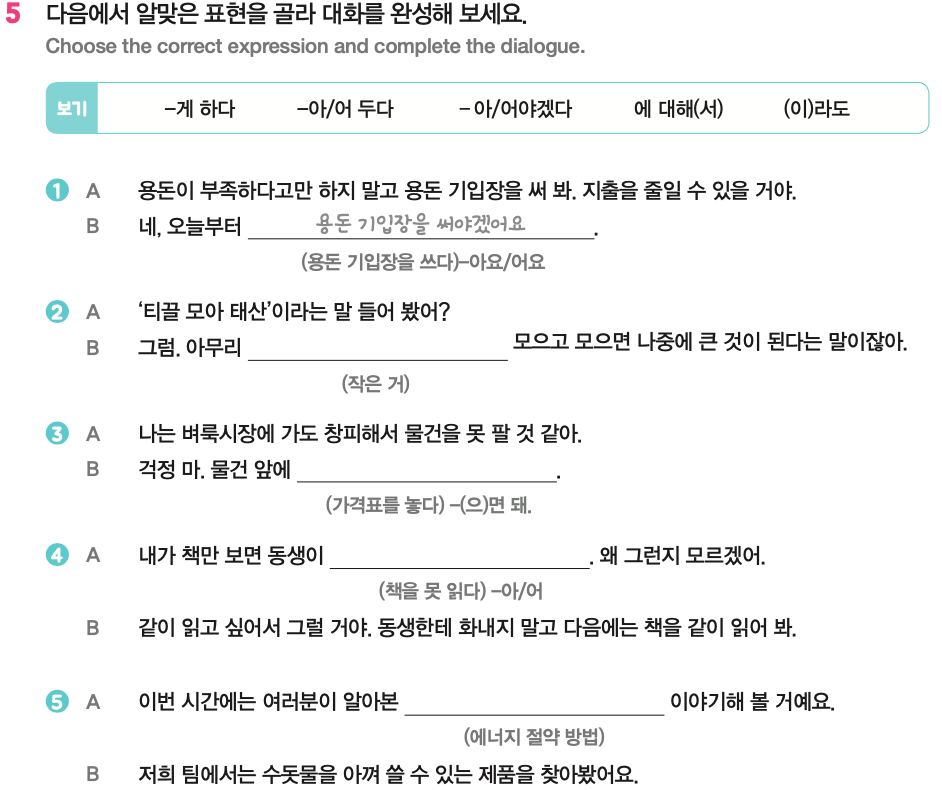 5 다음에서 알맞은 표현을 골라 대화를 완성해 보세요.
Choose the correct expression and complete the dialogue.
보기 –게 하다 –아/어 두다 – 아/어야겠다 에 대해(서) (이)라도
1 A 용돈이 부족하다고만 하지 말고 용돈 기입장을 써 봐. 지출을 줄일 수 있을 거야.
B 네, 오늘부터 용돈 기입장을 써야겠어요.
(용돈 기입장을 쓰다)–아요/어요
2 A ‘티끌 모아 태산’이라는 말 들어 봤어?
B 그럼. 아무리 ____________ 모으고 모으면 나중에 큰 것이 된다는 말이잖아.
(작은 거)
3 A 나는 벼룩시장에 가도 창피해서 물건을 못 팔 것 같아.
B 걱정 마. 물건 앞에 ____________.
(가격표를 놓다) –(으)면 돼.
4 A 내가 책만 보면 동생이 ____________. 왜 그런지 모르겠어.
(책을 못 읽다) –아/어
B 같이 읽고 싶어서 그럴 거야. 동생한테 화내지 말고 다음에는 책을 같이 읽어 봐.
5 A 이번 시간에는 여러분이 알아본 ____________ 이야기해 볼 거예요.
(에너지 절약 방법)
B 저희 팀에서는 수돗물을 아껴 쓸 수 있는 제품을 찾아봤어요.